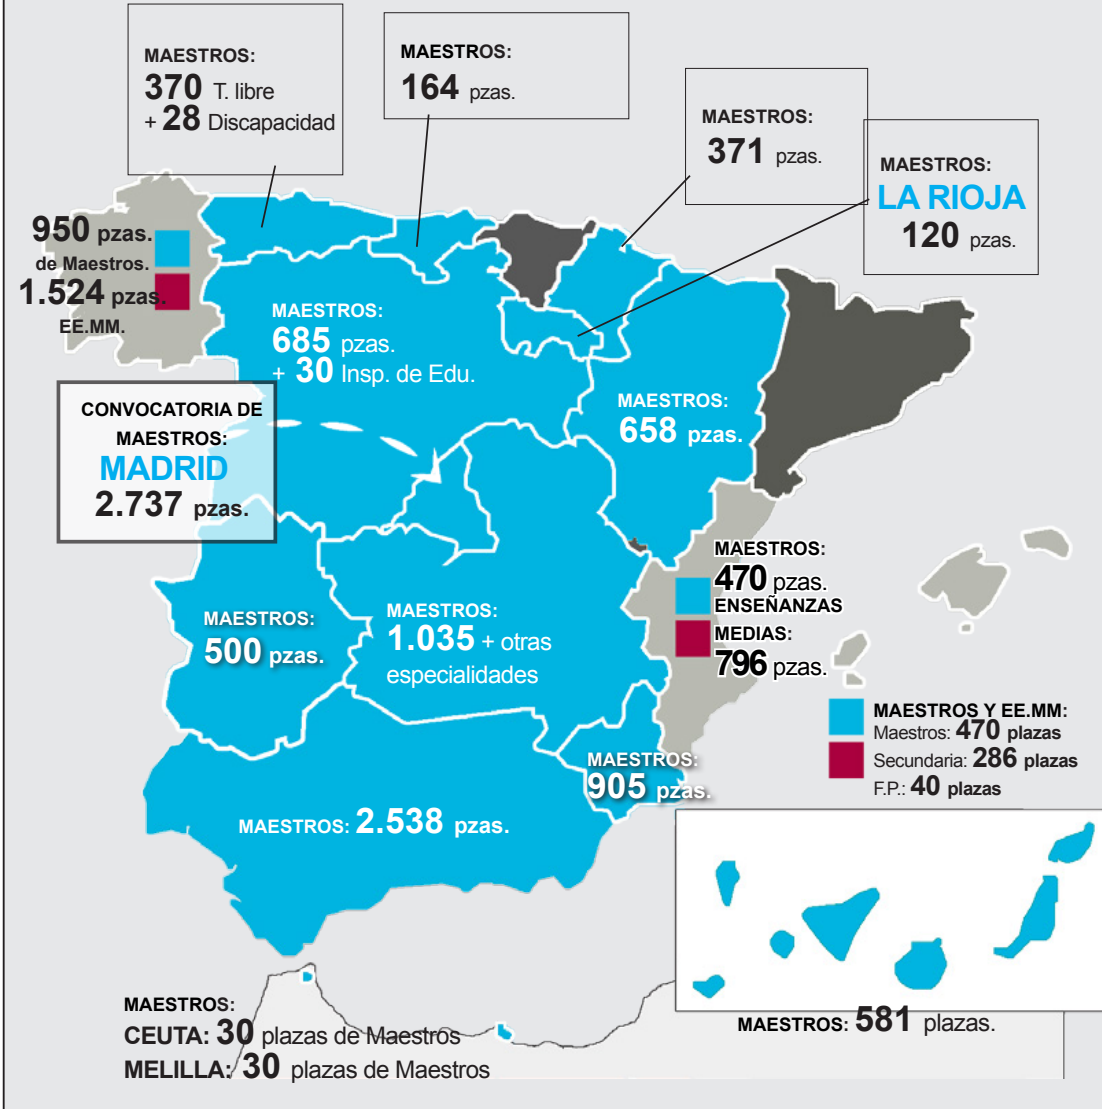 MAESTROS:
370 T. libre
+ 28 Discapacidad
MAESTROS:
164 pzas.
MAESTROS:
371 pzas.
MAESTROS:
LA RIOJA
120 pzas.
950 pzas.
de Maestros.
1.524 pzas.
EE.MM.
MAESTROS:
685 pzas.
+ 30 Insp. de Edu.
CONVOCATORIA DE
MAESTROS:
MADRID
2.737 pzas.
MAESTROS:
658 pzas.
MAESTROS:
470 pzas.
ENSEÑANZAS
MEDIAS:
796 pzas.
MAESTROS:
500 pzas.
MAESTROS:
1.035 + otras
especialidades
MAESTROS Y EE.MM:
Maestros: 470 plazas
Secundaria: 286 plazas
F.P.: 40 plazas
MAESTROS:
905 pzas.
MAESTROS: 2.538 pzas.
MAESTROS: 581 plazas.
MAESTROS:
CEUTA: 30 plazas de Maestros
MELILLA: 30 plazas de Maestros